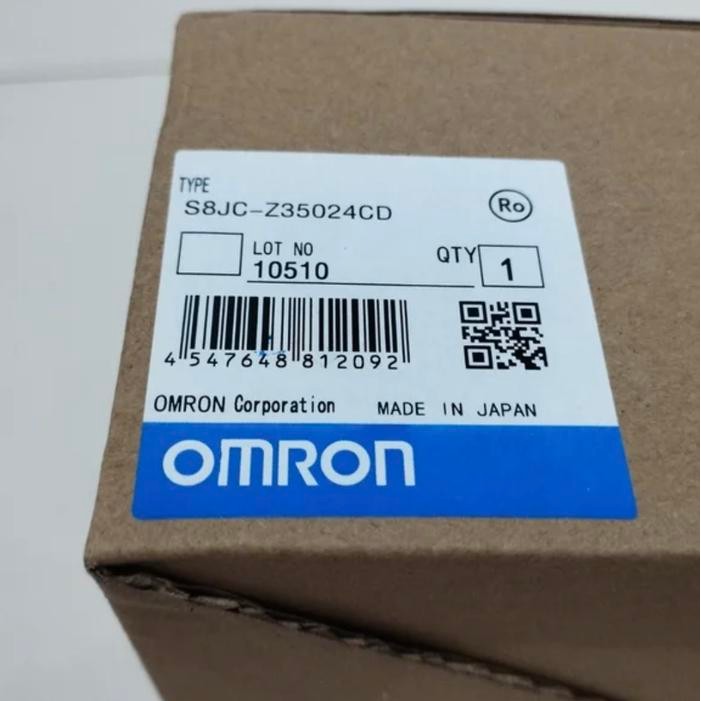 TYPE
S8JC-Z35024CD
Ro
LOT NO
10510
QTY 1
4 547648 812092
OMRON Corporation MADE IN JAPAN
OMRON